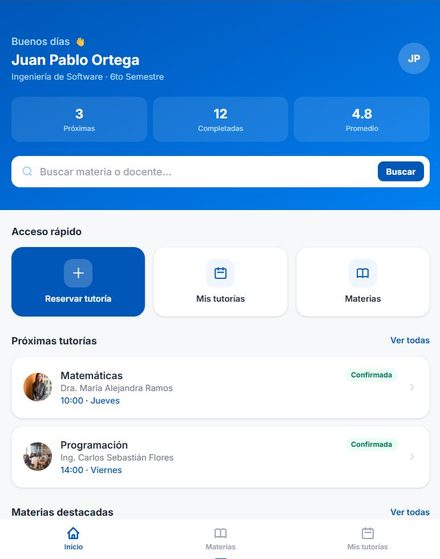 Buenos días 👋
Juan Pablo Ortega
JP
Ingeniería de Software · 6to Semestre
3
Próximas
12
Completadas
4.8
Promedio
Buscar materia o docente...
Buscar
Acceso rápido
Reservar tutoría
Mis tutorías
Materias
Próximas tutorías
Ver todas
Matemáticas
Confirmada
Dra. María Alejandra Ramos
10:00 · Jueves
Programación
Confirmada
Ing. Carlos Sebastián Flores
14:00 · Viernes
Materias destacadas
Ver todas
Inicio
Materias
Mis tutorías